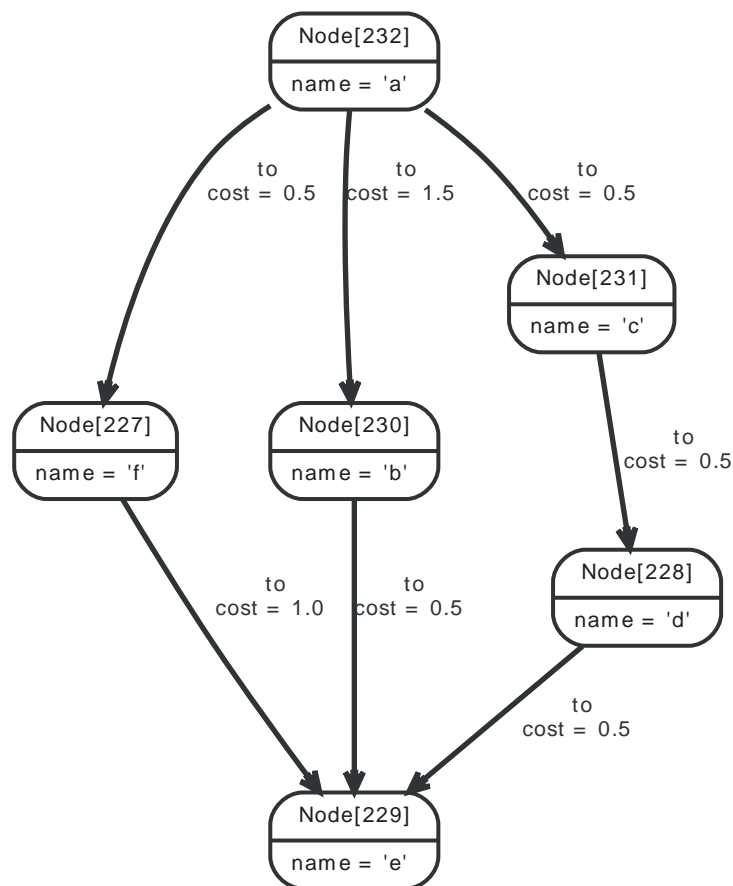 Node[232]
name = 'a'
to
cost = 0.5
to
cost = 1.5
to
cost = 0.5
Node[231]
name = 'c'
Node[227]
name = 'f'
Node[230]
name = 'b'
to
cost = 0.5
Node[228]
name = 'd'
to
cost = 1.0
to
cost = 0.5
to
cost = 0.5
Node[229]
name = 'e'